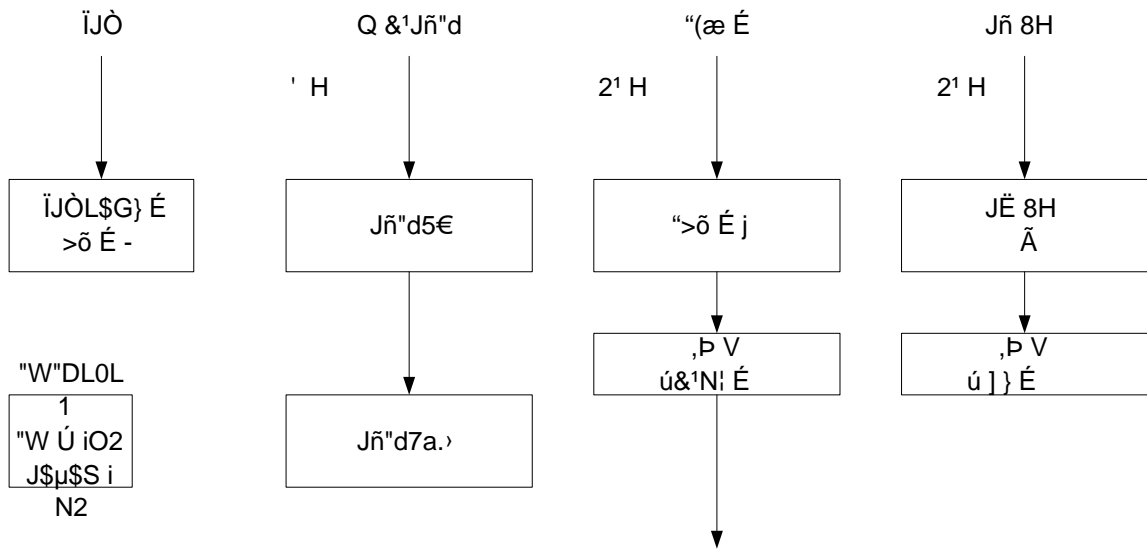 ÏJÒ
Q &¹Jñ"d
“(æ É
Jñ 8H
' H
2¹ H
2¹ H
ÏJÒL$G} É
>õ É -
Jñ"d5€
“>õ É j
JË 8H
Ã
"W"DL0L
1
"W Ú iO2
J$µ$S i
N2
Jñ"d7a.›
‚Þ V
ú&¹N¦ É
‚Þ V
ú ] } É